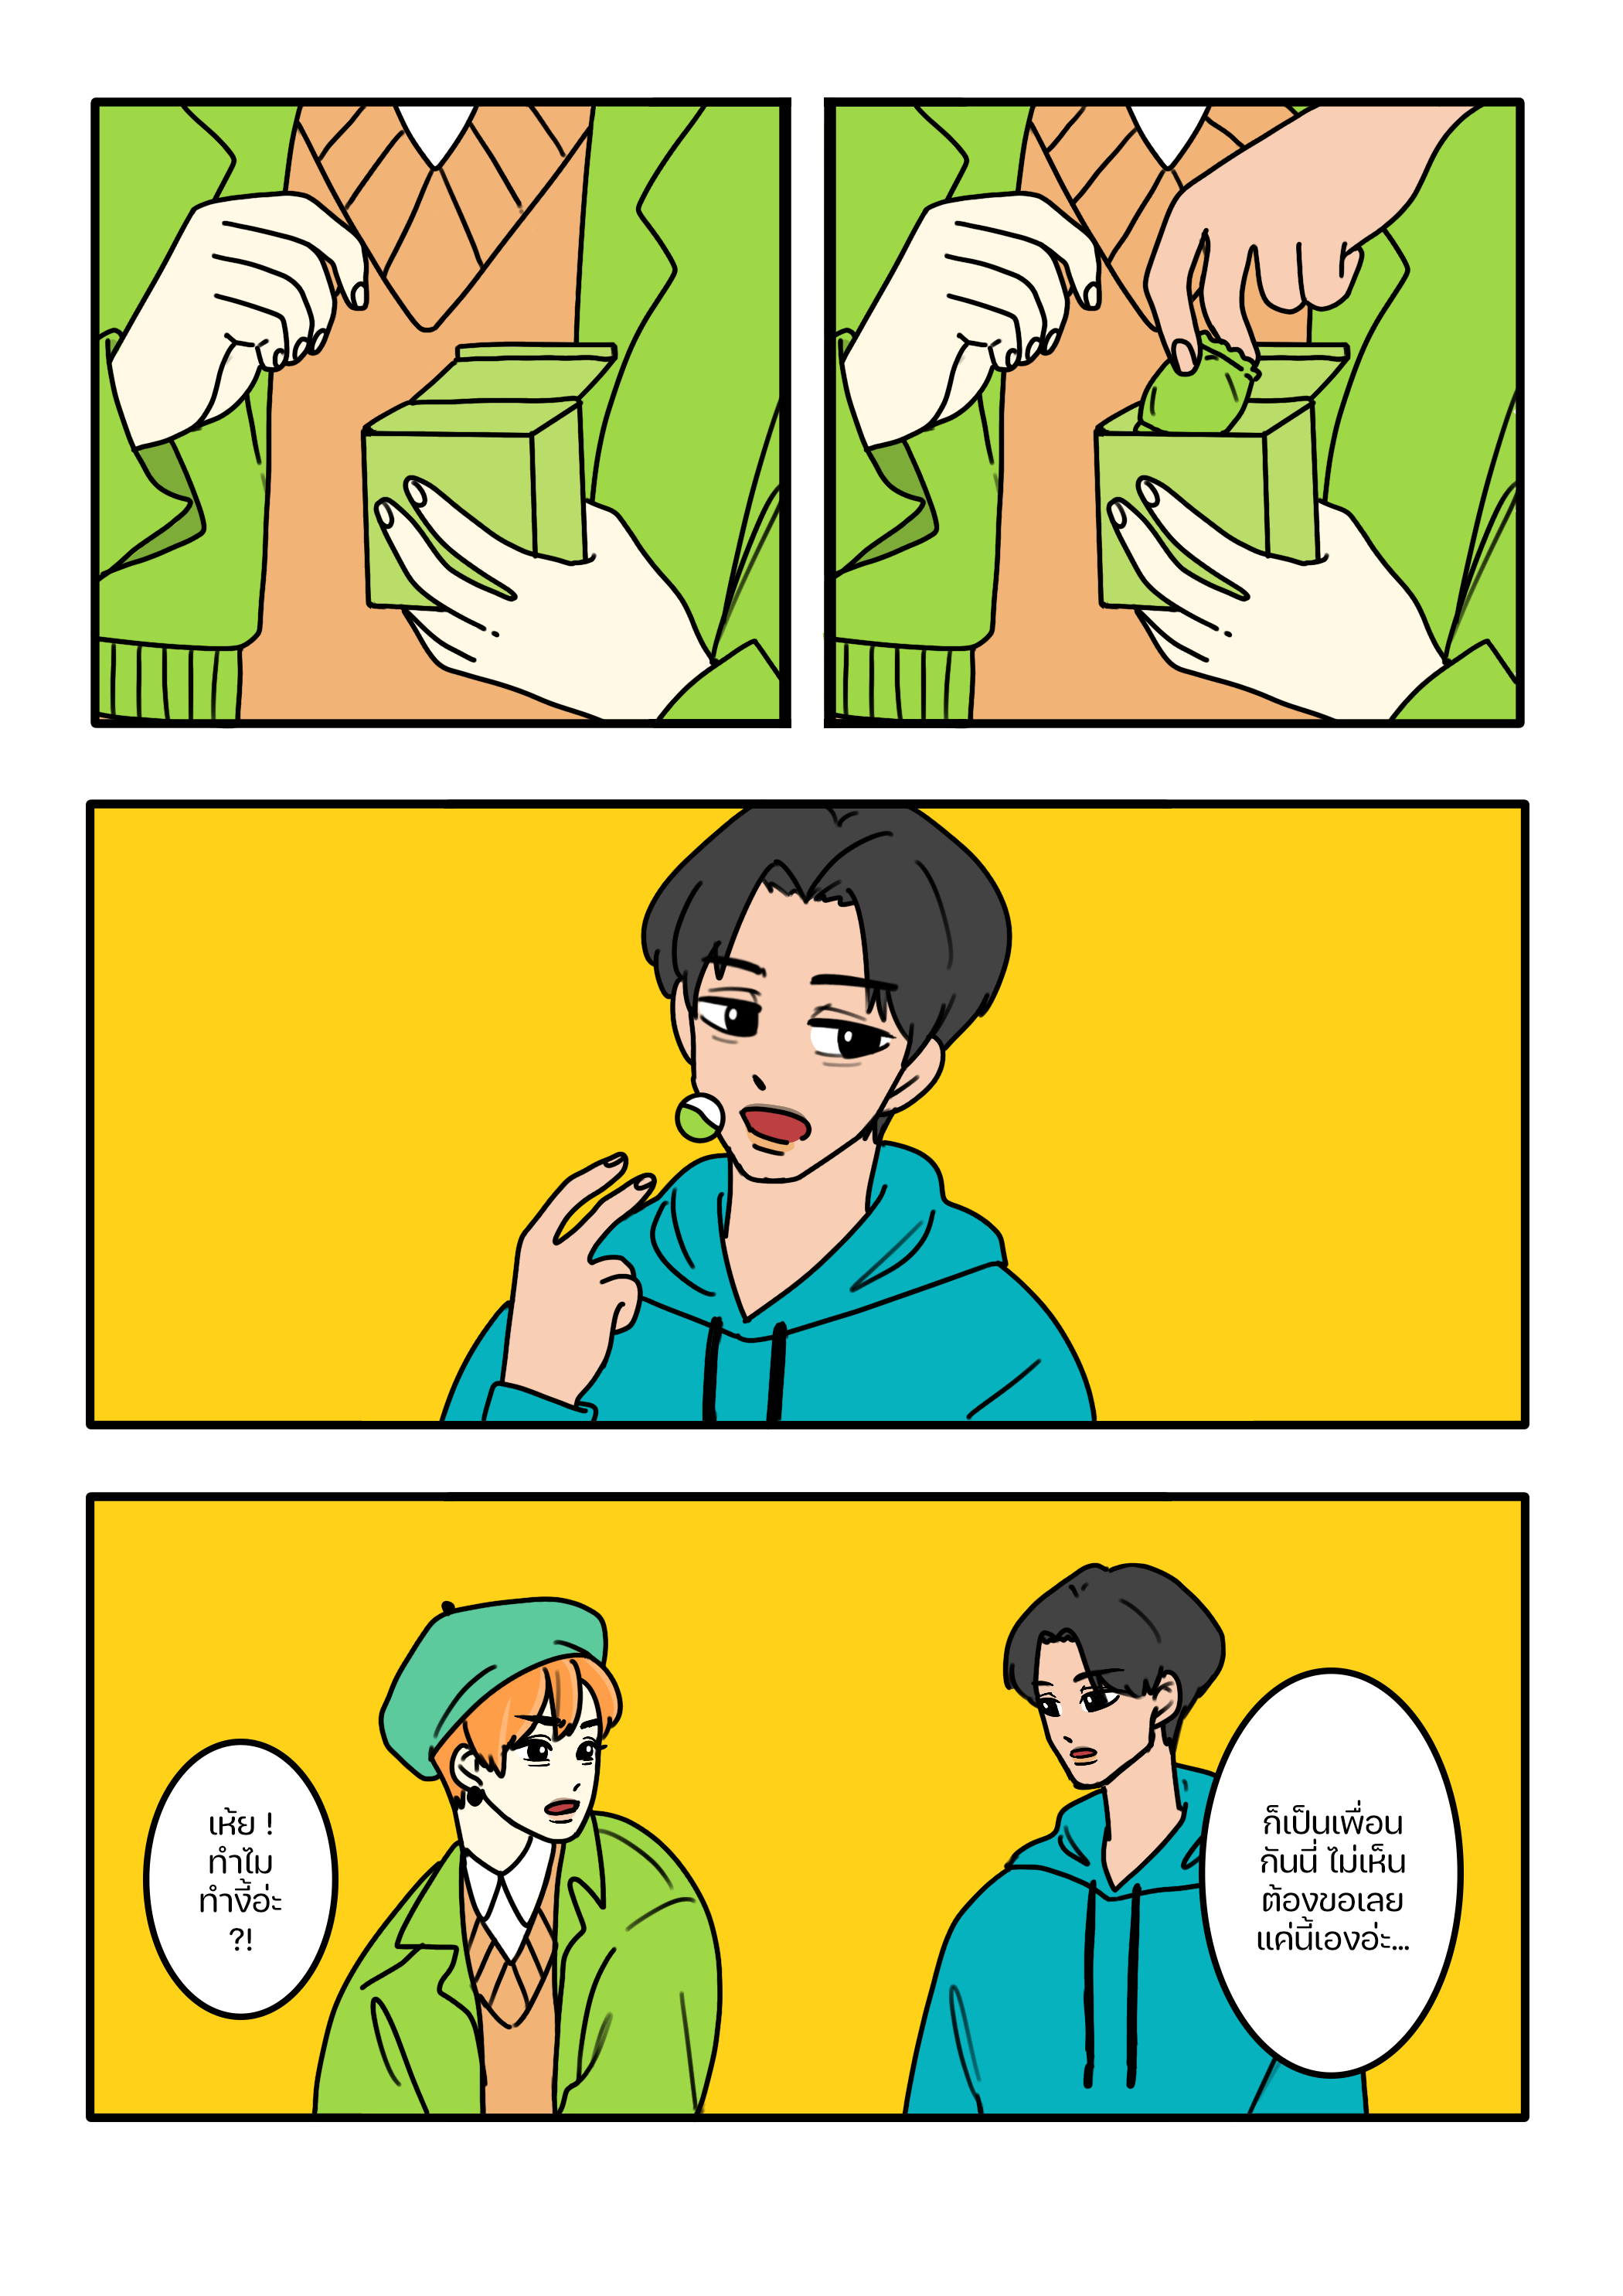 เห้ย !
ทำไม
ทำงี้อ่ะ
?!
ก็เป็นเพื่อน
กันนี่ ไม่เห็น
ต้องขอเลย
แค่นี้เองอ่ะ...